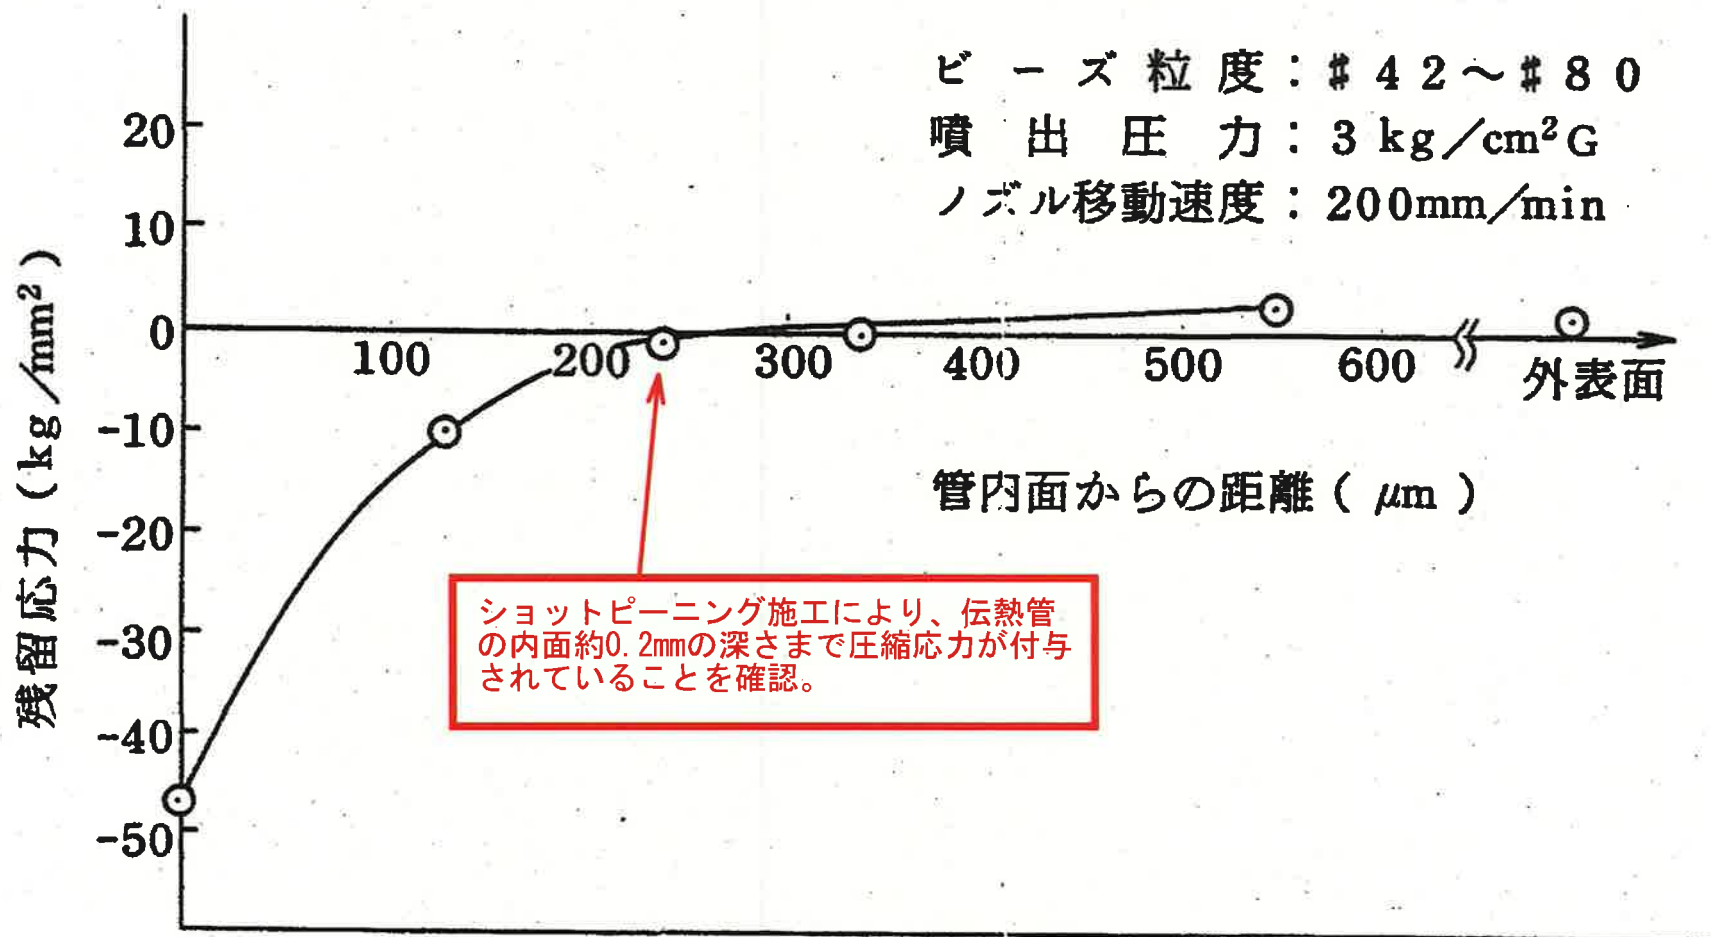 ビーズ粒度：♯42～♯80
噴出圧力：3 kg／cm²G
ノズル移動速度：200mm／min
20
10
0
-10
-20
-30
-40
-50
残留応力（kg／mm²）
100 200 300 400 500 600 外表面
管内面からの距離（μm）
ショットピーニング施工により、伝熱管
の内面約0.2mmの深さまで圧縮応力が付与
されていることを確認。